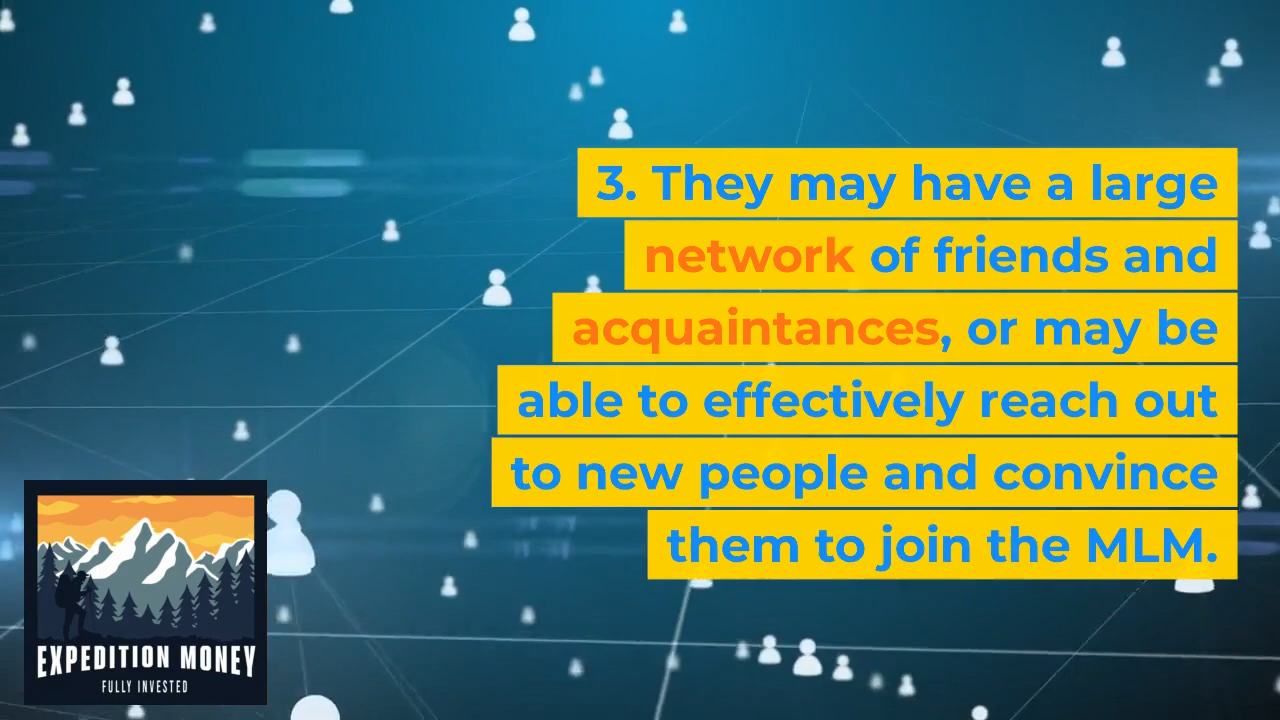 3. They may have a large
network of friends and
acquaintances, or may be
able to effectively reach out
to new people and convince
them to join the MLM.
EXPEDITION MONEY
FULLY INVESTED